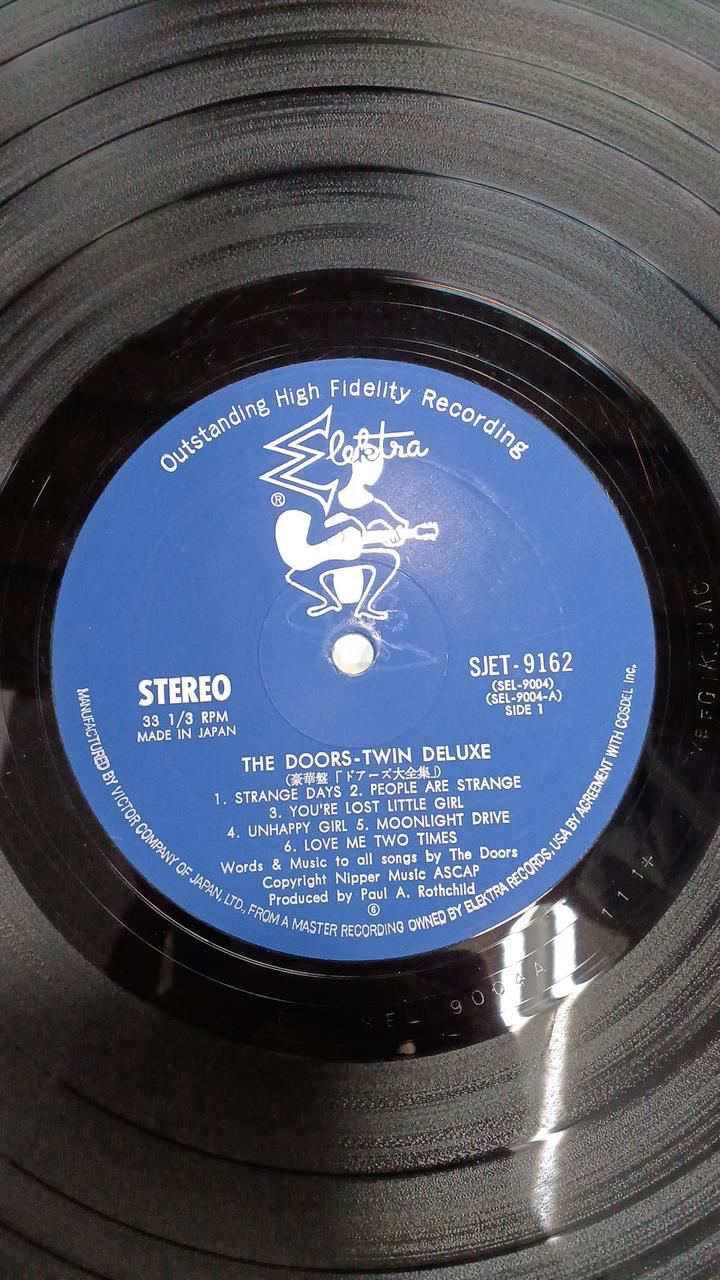 Outstanding High Fidelity Recording
Elektra
®
STEREO
33 1/3 RPM
MADE IN JAPAN
SJET-9162
(SEL-9004)
(SEL-9004-A)
SIDE 1
THE DOORS-TWIN DELUXE
(豪華盤「ドアーズ大全集」)
1. STRANGE DAYS 2. PEOPLE ARE STRANGE
3. YOU'RE LOST LITTLE GIRL
4. UNHAPPY GIRL 5. MOONLIGHT DRIVE
6. LOVE ME TWO TIMES
Words & Music to all songs by The Doors
Copyright Nipper Music ASCAP
Produced by Paul A. Rothchild
⑥
MANUFACTURED BY VICTOR COMPANY OF JAPAN, LTD., FROM A MASTER RECORDING OWNED BY ELEKTRA RECORDS, USA BY AGREEMENT WITH COSDEL Inc.
SEL 9004A
111+